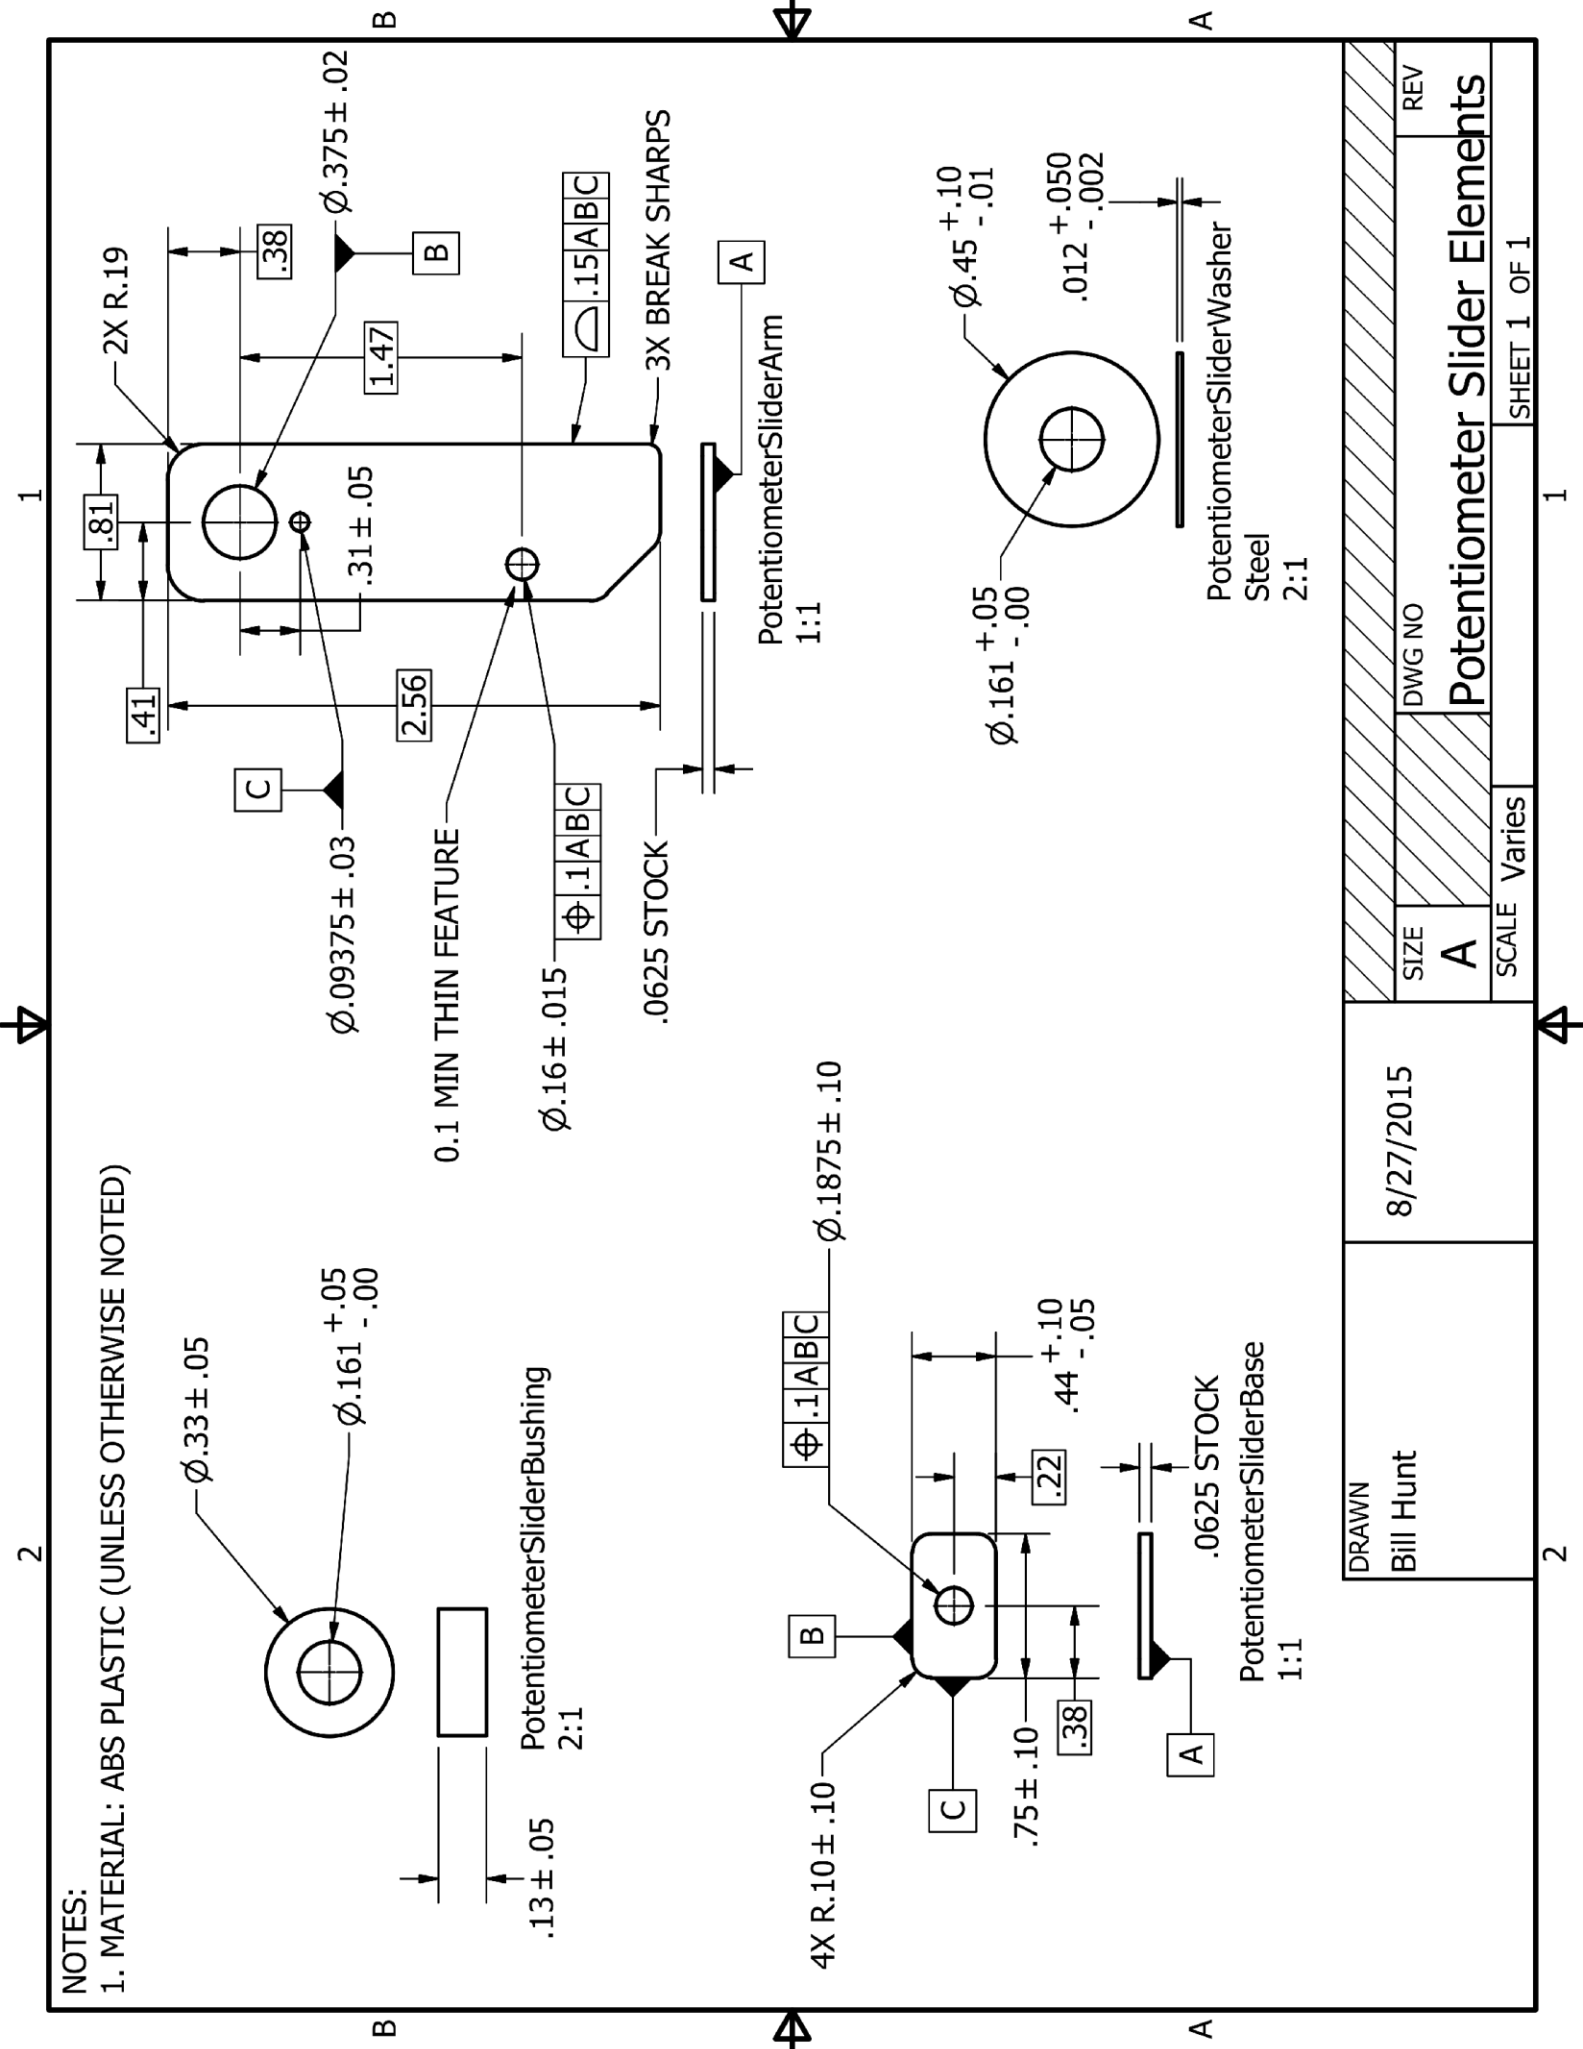 2
1
B
B
NOTES:
1. MATERIAL: ABS PLASTIC (UNLESS OTHERWISE NOTED)
Ø.33±.05
Ø.161 +.05 -.00
.13±.05
PotentiometerSliderBushing
2:1
2X R.19
.81
.41
.38
Ø.375±.02
B
C
Ø.09375±.03
.31±.05
1.47
2.56
0.1 MIN THIN FEATURE
Ø.16±.015
⌖ .1 A B C
⌓ .15 A B C
3X BREAK SHARPS
.0625 STOCK
A
PotentiometerSliderArm
1:1
⌖ .1 A B C
Ø.1875±.10
B
4X R.10±.10
C
.44 +.10 -.05
.22
.75±.10
.38
A
.0625 STOCK
PotentiometerSliderBase
1:1
Ø.45 +.10 -.01
Ø.161 +.05 -.00
.012 +.050 -.002
PotentiometerSliderWasher
Steel
2:1
A
A
DRAWN
Bill Hunt
8/27/2015
SIZE
A
DWG NO
Potentiometer Slider Elements
REV
SCALE Varies
SHEET 1 OF 1
2
1